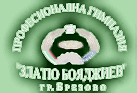 ПРОФЕСИОНАЛНА ГИМНАЗИЯ
"ЗЛАТЮ БОЯДЖИЕВ"
гр.Брезово